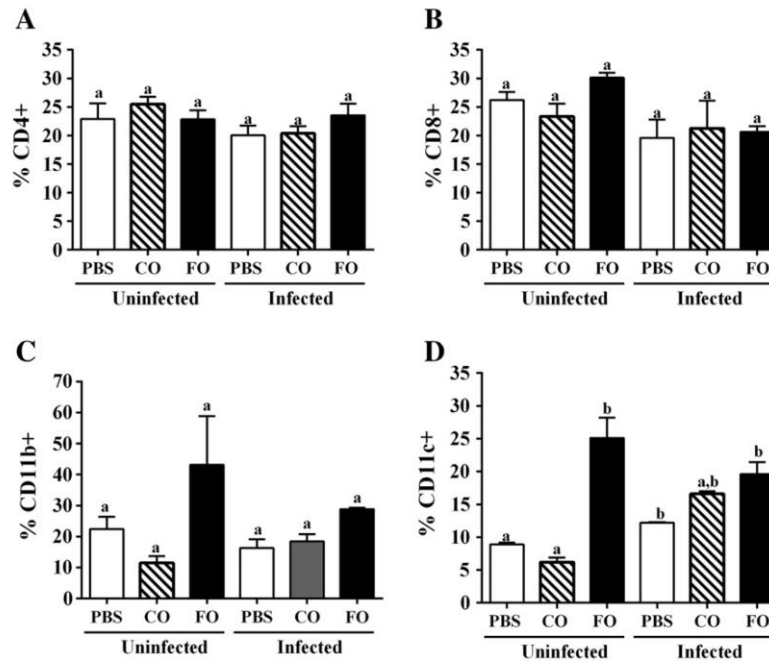 A
% CD4+
35
30
25
20
15
10
5
0
a
a
a
a
a
a
PBS CO FO PBS CO FO
Uninfected Infected
B
% CD8+
35
30
25
20
15
10
5
0
a
a
a
a
a
a
PBS CO FO PBS CO FO
Uninfected Infected
C
% CD11b+
70
60
50
40
30
20
10
0
a
a
a
a
a
a
PBS CO FO PBS CO FO
Uninfected Infected
D
% CD11c+
35
30
25
20
15
10
5
0
a
a
b
b
a,b
b
PBS CO FO PBS CO FO
Uninfected Infected